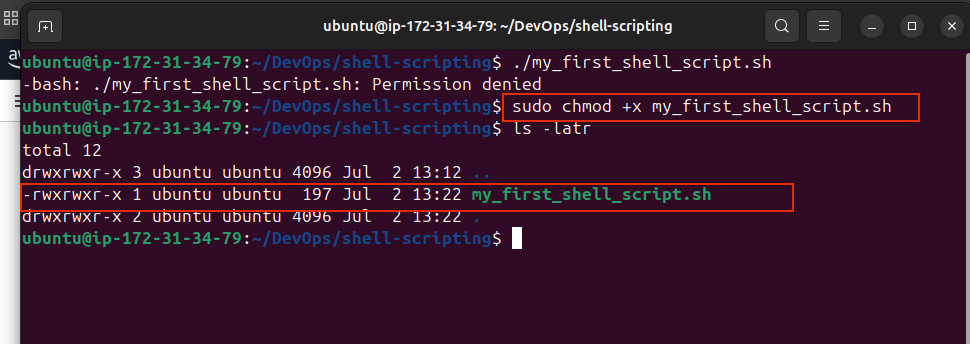 ubuntu@ip-172-31-34-79: ~/DevOps/shell-scripting
aw
ubuntu@ip-172-31-34-79:~/DevOps/shell-scripting$ ./my_first_shell_script.sh
-bash: ./my_first_shell_script.sh: Permission denied
ubuntu@ip-172-31-34-79:~/DevOps/shell-scripting$ sudo chmod +x my_first_shell_script.sh
ubuntu@ip-172-31-34-79:~/DevOps/shell-scripting$ ls -latr
total 12
drwxrwxr-x 3 ubuntu ubuntu 4096 Jul  2 13:12 ..
-rwxrwxr-x 1 ubuntu ubuntu  197 Jul  2 13:22 my_first_shell_script.sh
drwxrwxr-x 2 ubuntu ubuntu 4096 Jul  2 13:22 .
ubuntu@ip-172-31-34-79:~/DevOps/shell-scripting$